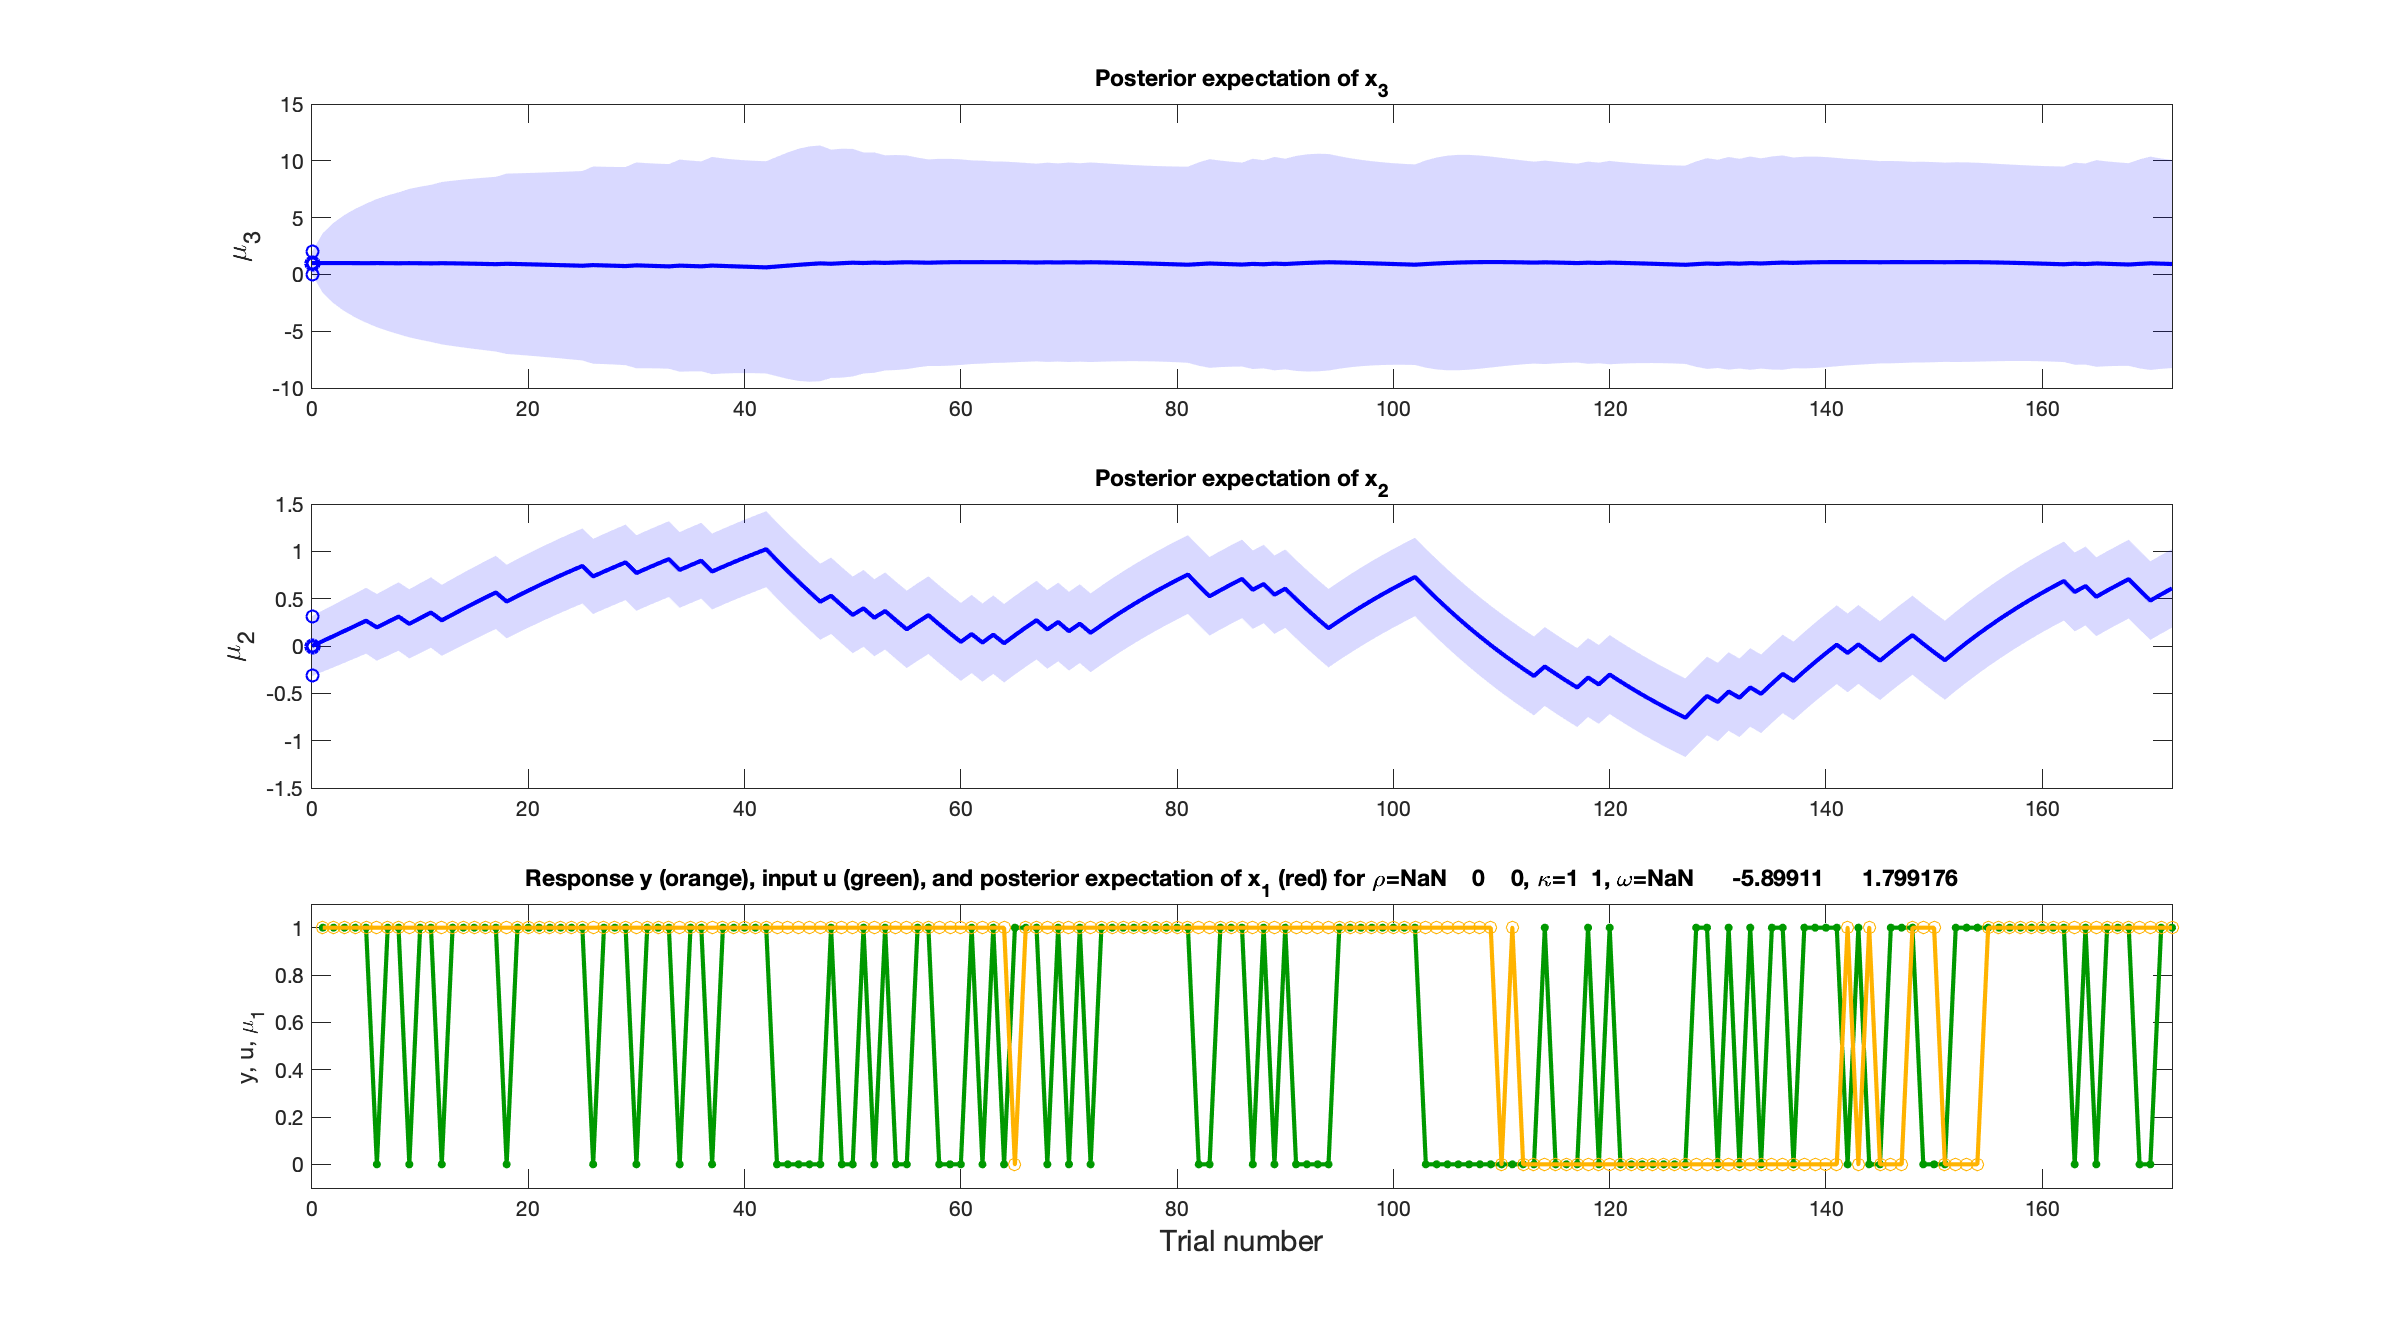 Posterior expectation of x3
μ3
15
10
5
0
-5
-10
0 20 40 60 80 100 120 140 160
Posterior expectation of x2
μ2
1.5
1
0.5
0
-0.5
-1
-1.5
0 20 40 60 80 100 120 140 160
Response y (orange), input u (green), and posterior expectation of x1 (red) for ρ=NaN 0 0, κ=1 1, ω=NaN -5.89911 1.799176
y, u, μ1
1
0.8
0.6
0.4
0.2
0
0 20 40 60 80 100 120 140 160
Trial number